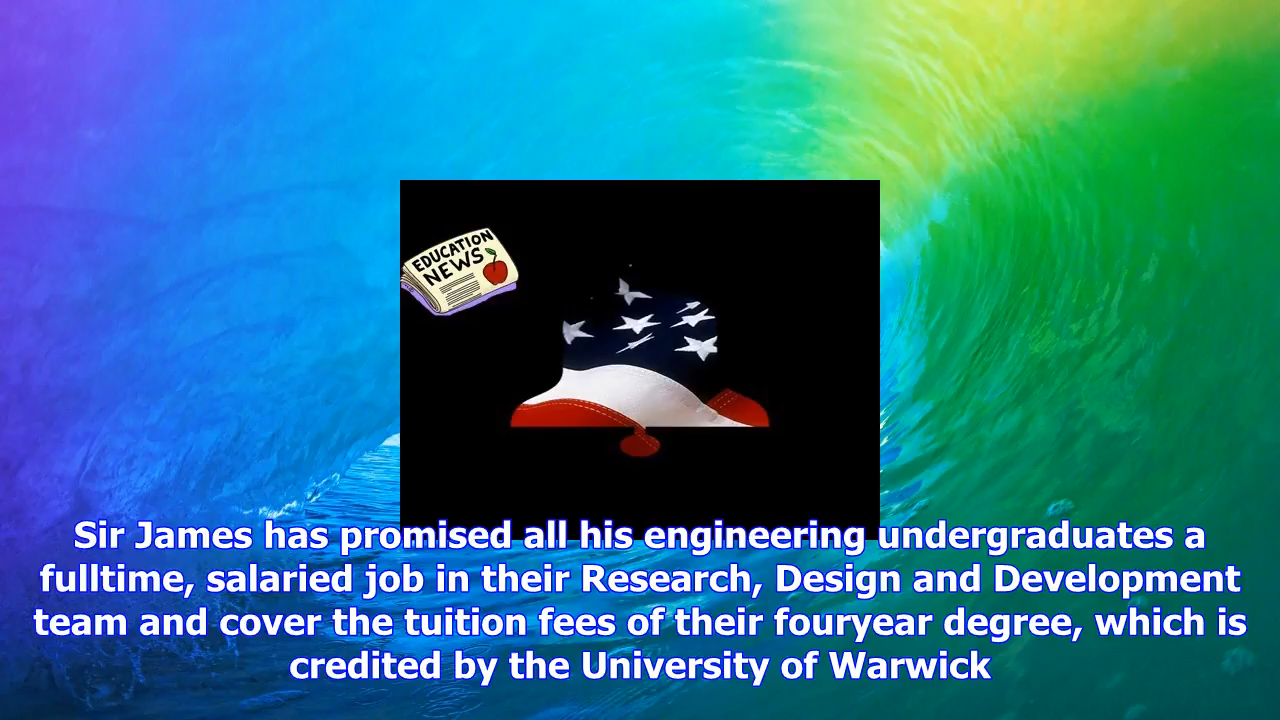 EDUCATION
NEWS
Sir James has promised all his engineering undergraduates a
fulltime, salaried job in their Research, Design and Development
team and cover the tuition fees of their fouryear degree, which is
credited by the University of Warwick